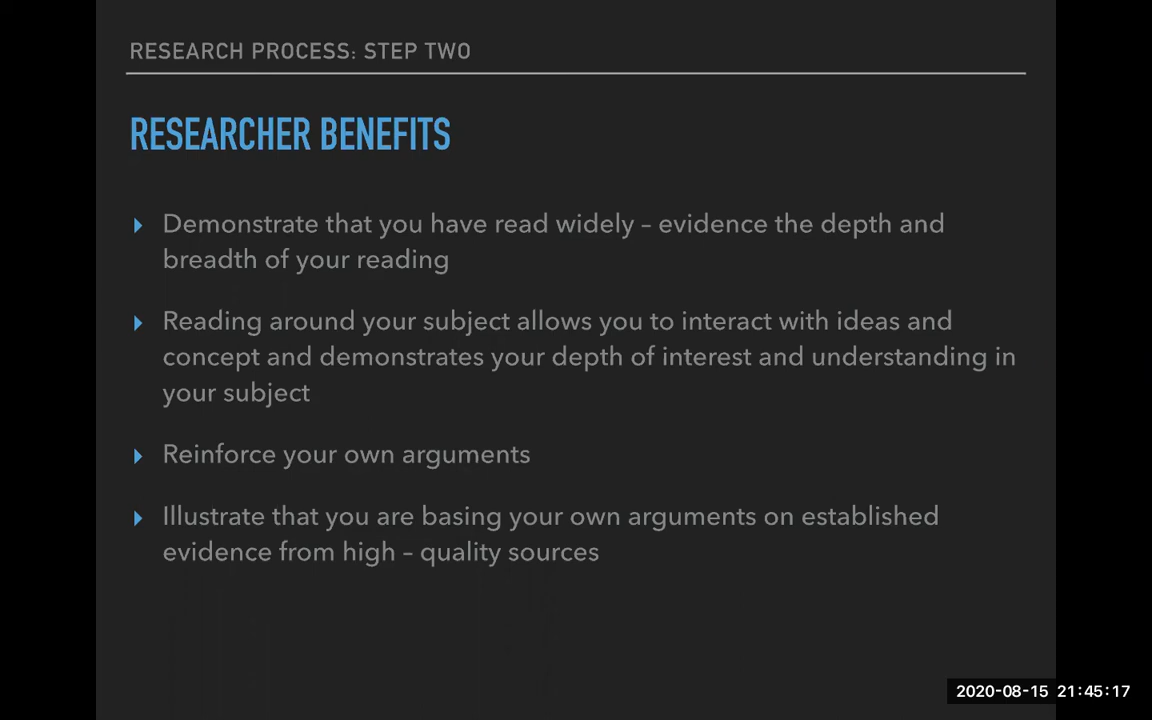 RESEARCH PROCESS: STEP TWO
RESEARCHER BENEFITS
Demonstrate that you have read widely – evidence the depth and
breadth of your reading
Reading around your subject allows you to interact with ideas and
concept and demonstrates your depth of interest and understanding in
your subject
Reinforce your own arguments
Illustrate that you are basing your own arguments on established
evidence from high – quality sources
2020-08-15 21:45:17